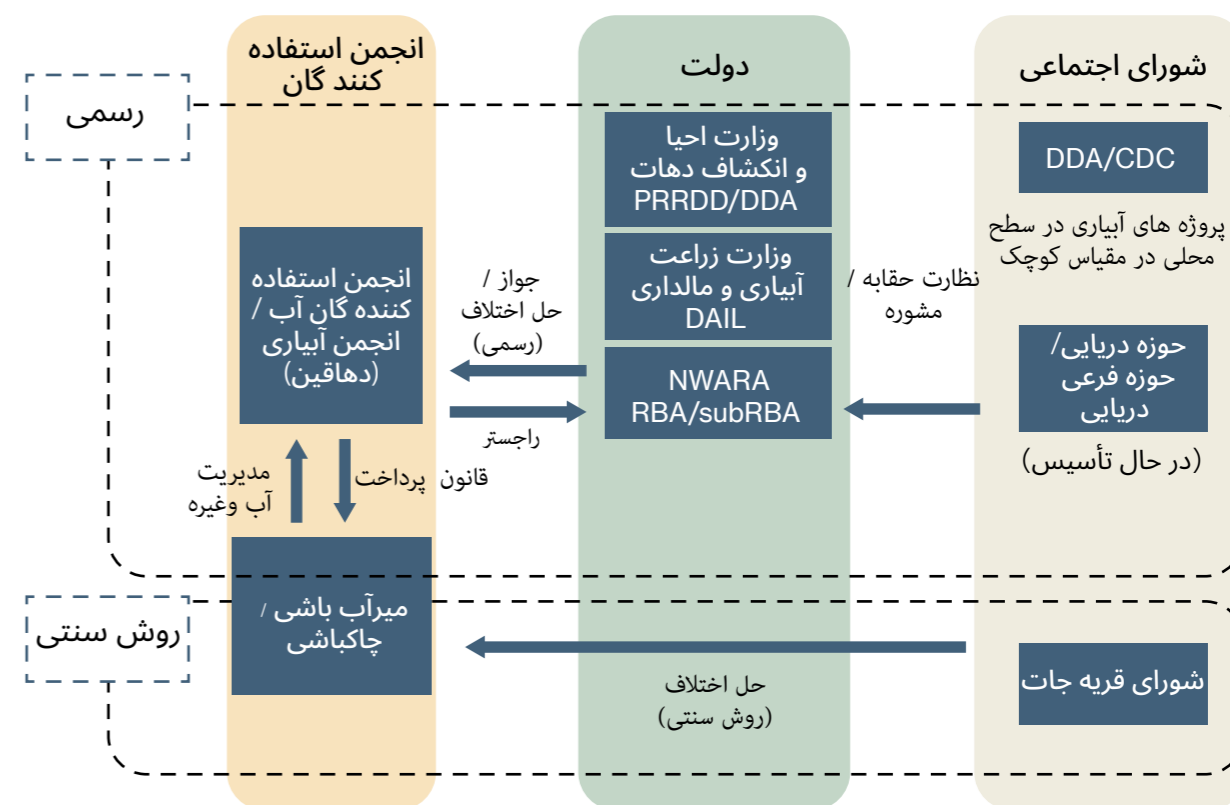 شورای اجتماعی
دولت
انجمن استفاده
کنند گان
رسمی
DDA/CDC
پروژه های آبیاری در سطح
محلی در مقیاس کوچک
حوزه دریایی/
حوزه فرعی
دریایی
(در حال تأسیس)
نظارت حقابه /
مشوره
وزارت احیا
و انکشاف دهات
PRRDD/DDA
وزارت زراعت
آبیاری و مالداری
DAIL
NWARA
RBA/subRBA
جواز /
حل اختلاف
(رسمی)
راجستر
انجمن استفاده
کننده گان آب /
انجمن آبیاری
(دهاقین)
قانون پرداخت
مدیریت
آب وغیره
روش سنتی
شورای قریه جات
حل اختلاف
(روش سنتی)
میرآب باشی /
چاکباشی